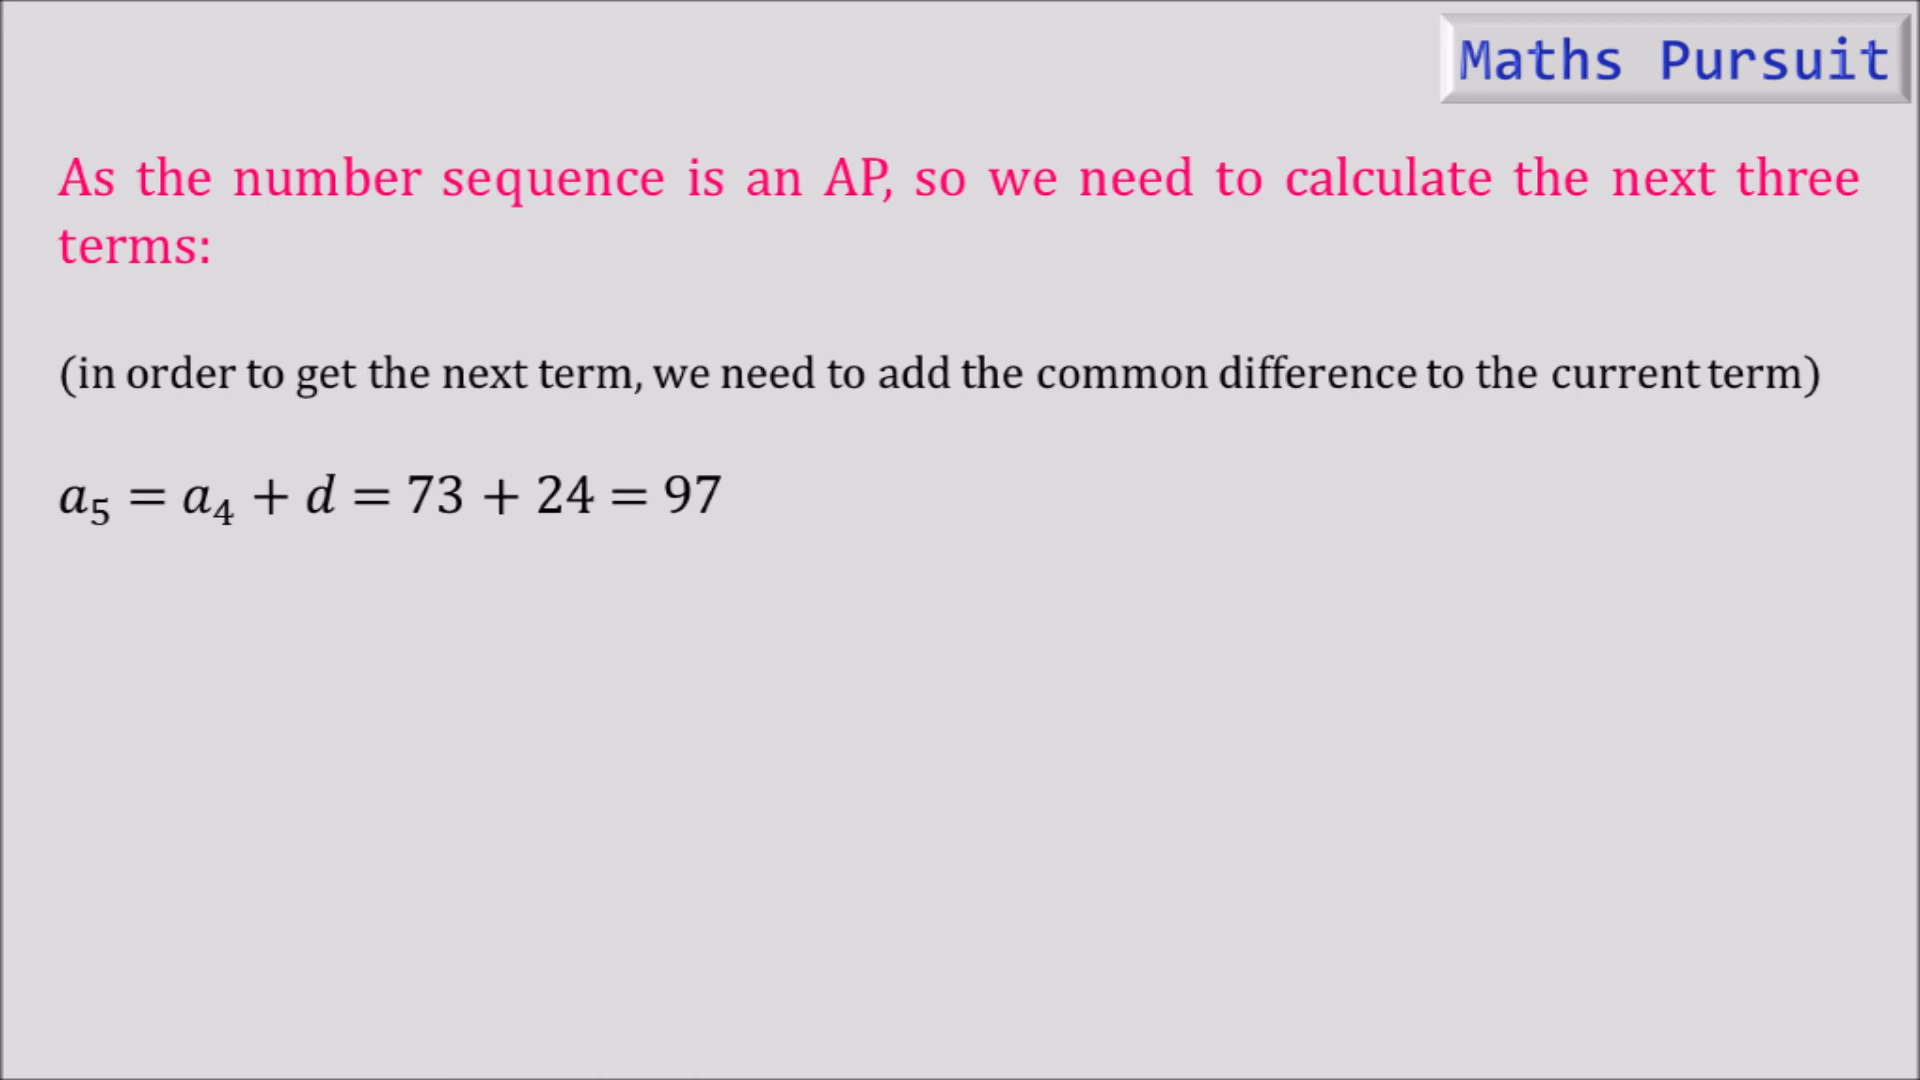 Maths Pursuit
As the number sequence is an AP, so we need to calculate the next three
terms:
(in order to get the next term, we need to add the common difference to the current term)
a₅ = a₄ + d = 73 + 24 = 97